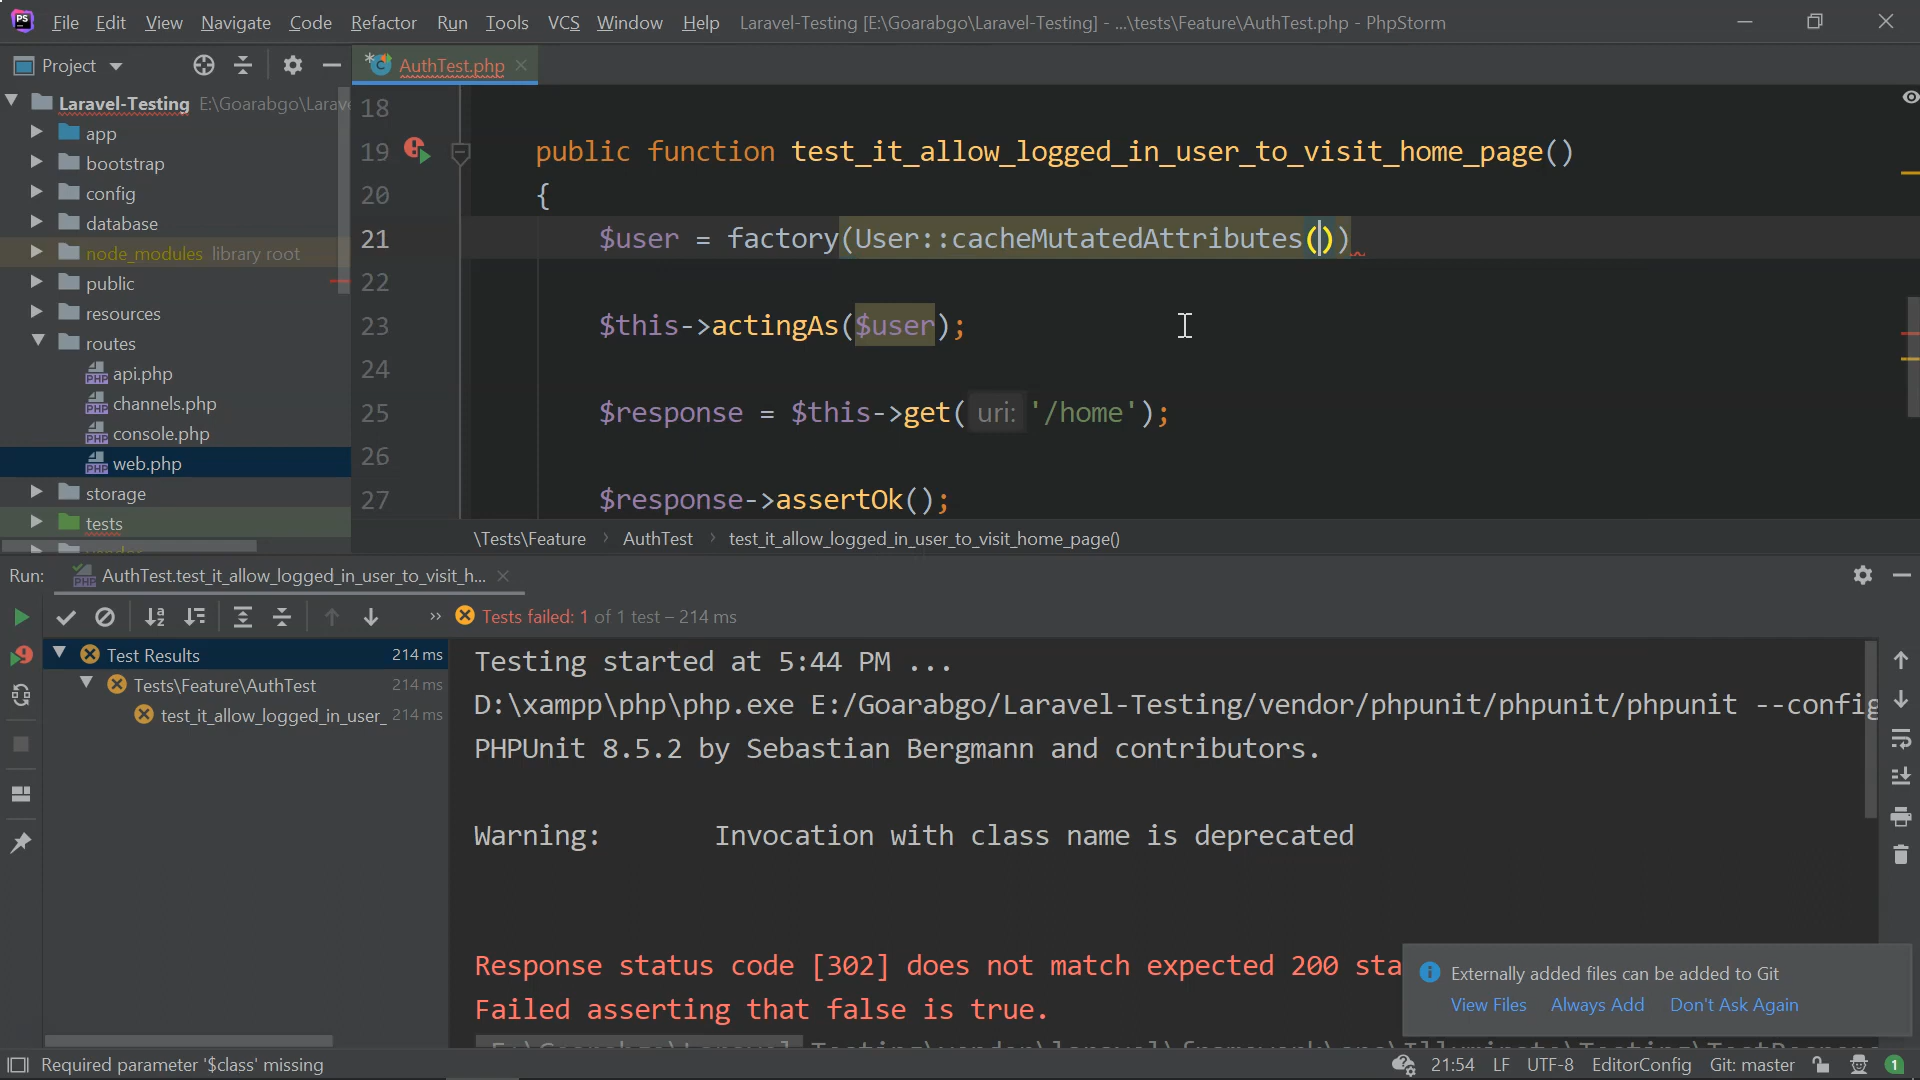 PS File Edit View Navigate Code Refactor Run Tools VCS Window Help Laravel-Testing [E:\Goarabgo\Laravel-Testing] - ...\tests\Feature\AuthTest.php - PhpStorm
Project
AuthTest.php
Laravel-Testing E:\Goarabgo\Larav
app
bootstrap
config
database
node_modules library root
public
resources
routes
PHP api.php
PHP channels.php
PHP console.php
PHP web.php
storage
tests
18
19 public function test_it_allow_logged_in_user_to_visit_home_page()
20 {
21 $user = factory(User::cacheMutatedAttributes())
22
23 $this->actingAs($user);
24
25 $response = $this->get( uri: '/home');
26
27 $response->assertOk();
\Tests\Feature > AuthTest > test_it_allow_logged_in_user_to_visit_home_page()
Run: AuthTest.test_it_allow_logged_in_user_to_visit_h...
Tests failed: 1 of 1 test – 214 ms
Test Results 214 ms
Tests\Feature\AuthTest 214 ms
test_it_allow_logged_in_user_ 214 ms
Testing started at 5:44 PM ...
D:\xampp\php\php.exe E:/Goarabgo/Laravel-Testing/vendor/phpunit/phpunit/phpunit --config
PHPUnit 8.5.2 by Sebastian Bergmann and contributors.
Warning: Invocation with class name is deprecated
Response status code [302] does not match expected 200 sta
Failed asserting that false is true.
Externally added files can be added to Git
View Files Always Add Don't Ask Again
Required parameter '$class' missing
21:54 LF UTF-8 EditorConfig Git: master 1